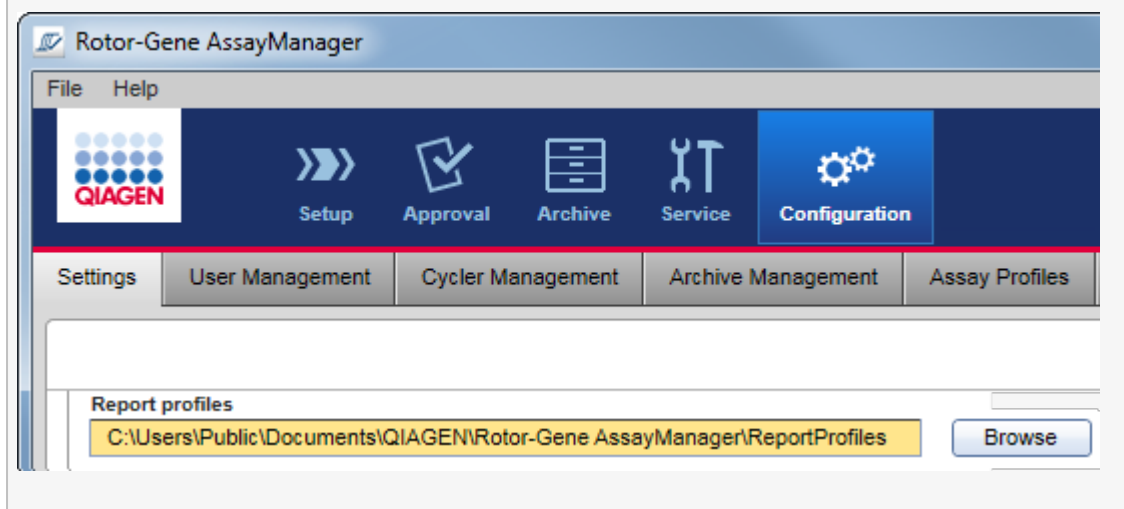 Rotor-Gene AssayManager
File Help
QIAGEN
Setup Approval Archive Service Configuration
Settings User Management Cycler Management Archive Management Assay Profiles
Report profiles
C:\Users\Public\Documents\QIAGEN\Rotor-Gene AssayManager\ReportProfiles Browse